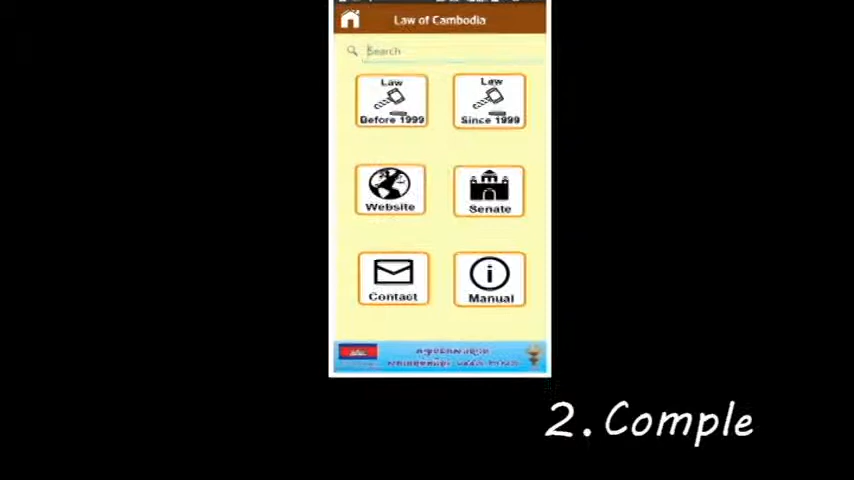 Law of Cambodia
Search
Law
Before 1999
Law
Since 1999
Website
Senate
Contact
Manual
2. Comple